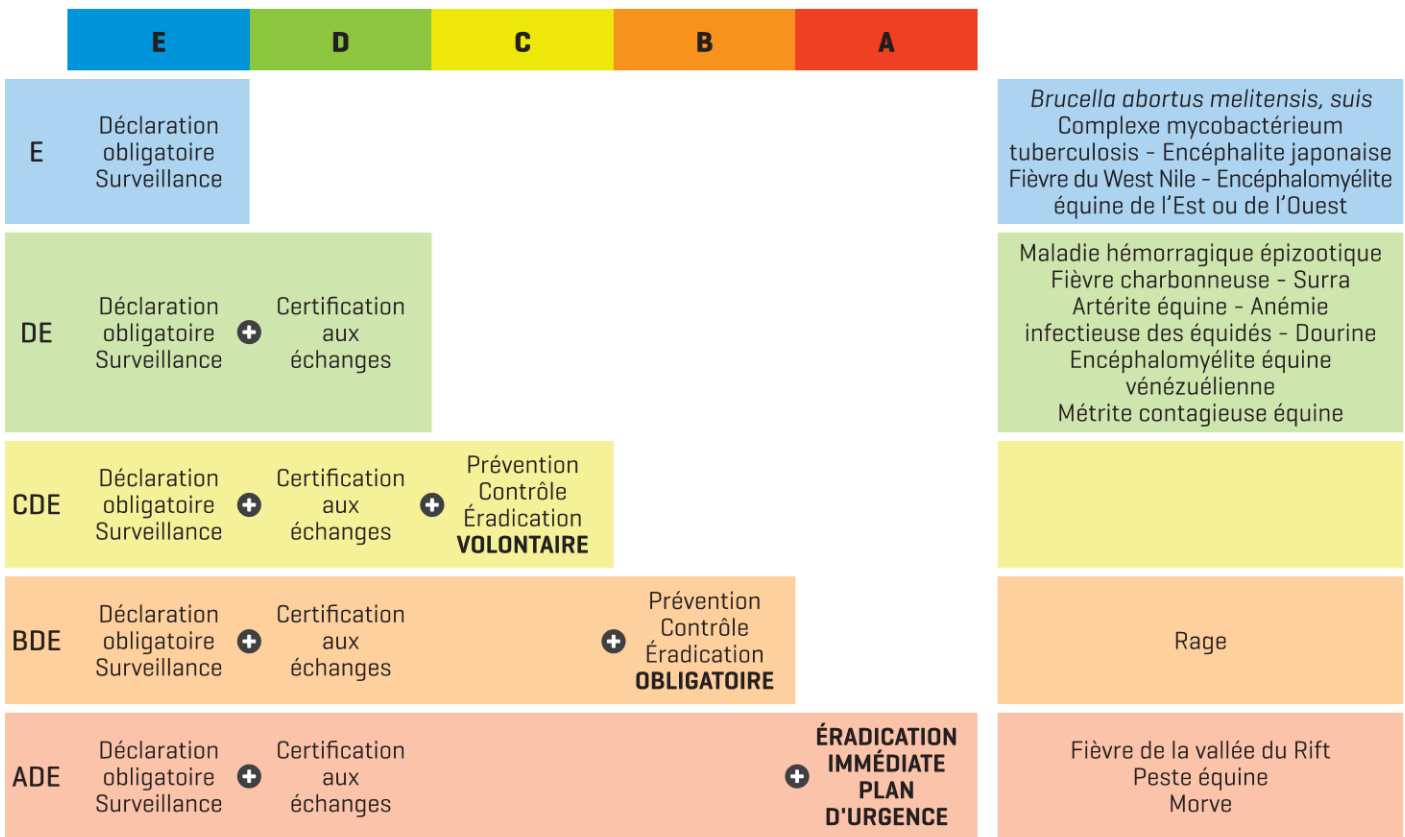 E D C B A
E
Déclaration
obligatoire
Surveillance
Brucella abortus melitensis, suis
Complexe mycobactérieum
tuberculosis - Encéphalite japonaise
Fièvre du West Nile - Encéphalomyélite
équine de l'Est ou de l'Ouest
DE
Déclaration
obligatoire
Surveillance
+
Certification
aux
échanges
Maladie hémorragique épizootique
Fièvre charbonneuse - Surra
Artérite équine - Anémie
infectieuse des équidés - Dourine
Encéphalomyélite équine
vénézuélienne
Métrite contagieuse équine
CDE
Déclaration
obligatoire
Surveillance
+
Certification
aux
échanges
+
Prévention
Contrôle
Éradication
VOLONTAIRE
BDE
Déclaration
obligatoire
Surveillance
+
Certification
aux
échanges
+
Prévention
Contrôle
Éradication
OBLIGATOIRE
Rage
ADE
Déclaration
obligatoire
Surveillance
+
Certification
aux
échanges
+
ÉRADICATION
IMMÉDIATE
PLAN
D'URGENCE
Fièvre de la vallée du Rift
Peste équine
Morve